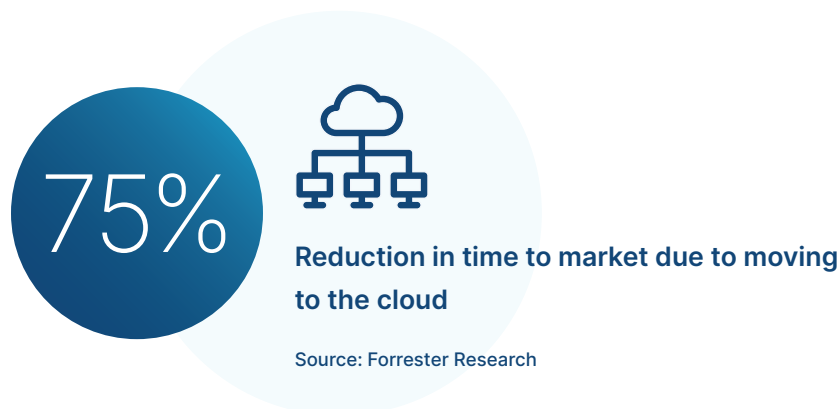 75%
Reduction in time to market due to moving
to the cloud
Source: Forrester Research